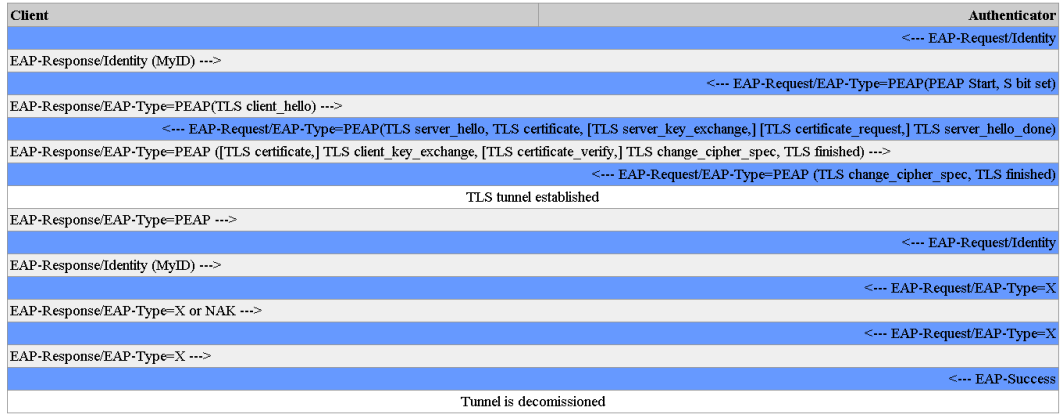 Client Authenticator
<--- EAP-Request/Identity
EAP-Response/Identity (MyID) --->
<--- EAP-Request/EAP-Type=PEAP(PEAP Start, S bit set)
EAP-Response/EAP-Type=PEAP(TLS client_hello) --->
<--- EAP-Request/EAP-Type=PEAP(TLS server_hello, TLS certificate, [TLS server_key_exchange,] [TLS certificate_request,] TLS server_hello_done)
EAP-Response/EAP-Type=PEAP ([TLS certificate,] TLS client_key_exchange, [TLS certificate_verify,] TLS change_cipher_spec, TLS finished) --->
<--- EAP-Request/EAP-Type=PEAP (TLS change_cipher_spec, TLS finished)
TLS tunnel established
EAP-Response/EAP-Type=PEAP --->
<--- EAP-Request/Identity
EAP-Response/Identity (MyID) --->
<--- EAP-Request/EAP-Type=X
EAP-Response/EAP-Type=X or NAK --->
<--- EAP-Request/EAP-Type=X
EAP-Response/EAP-Type=X --->
<--- EAP-Success
Tunnel is decomissioned